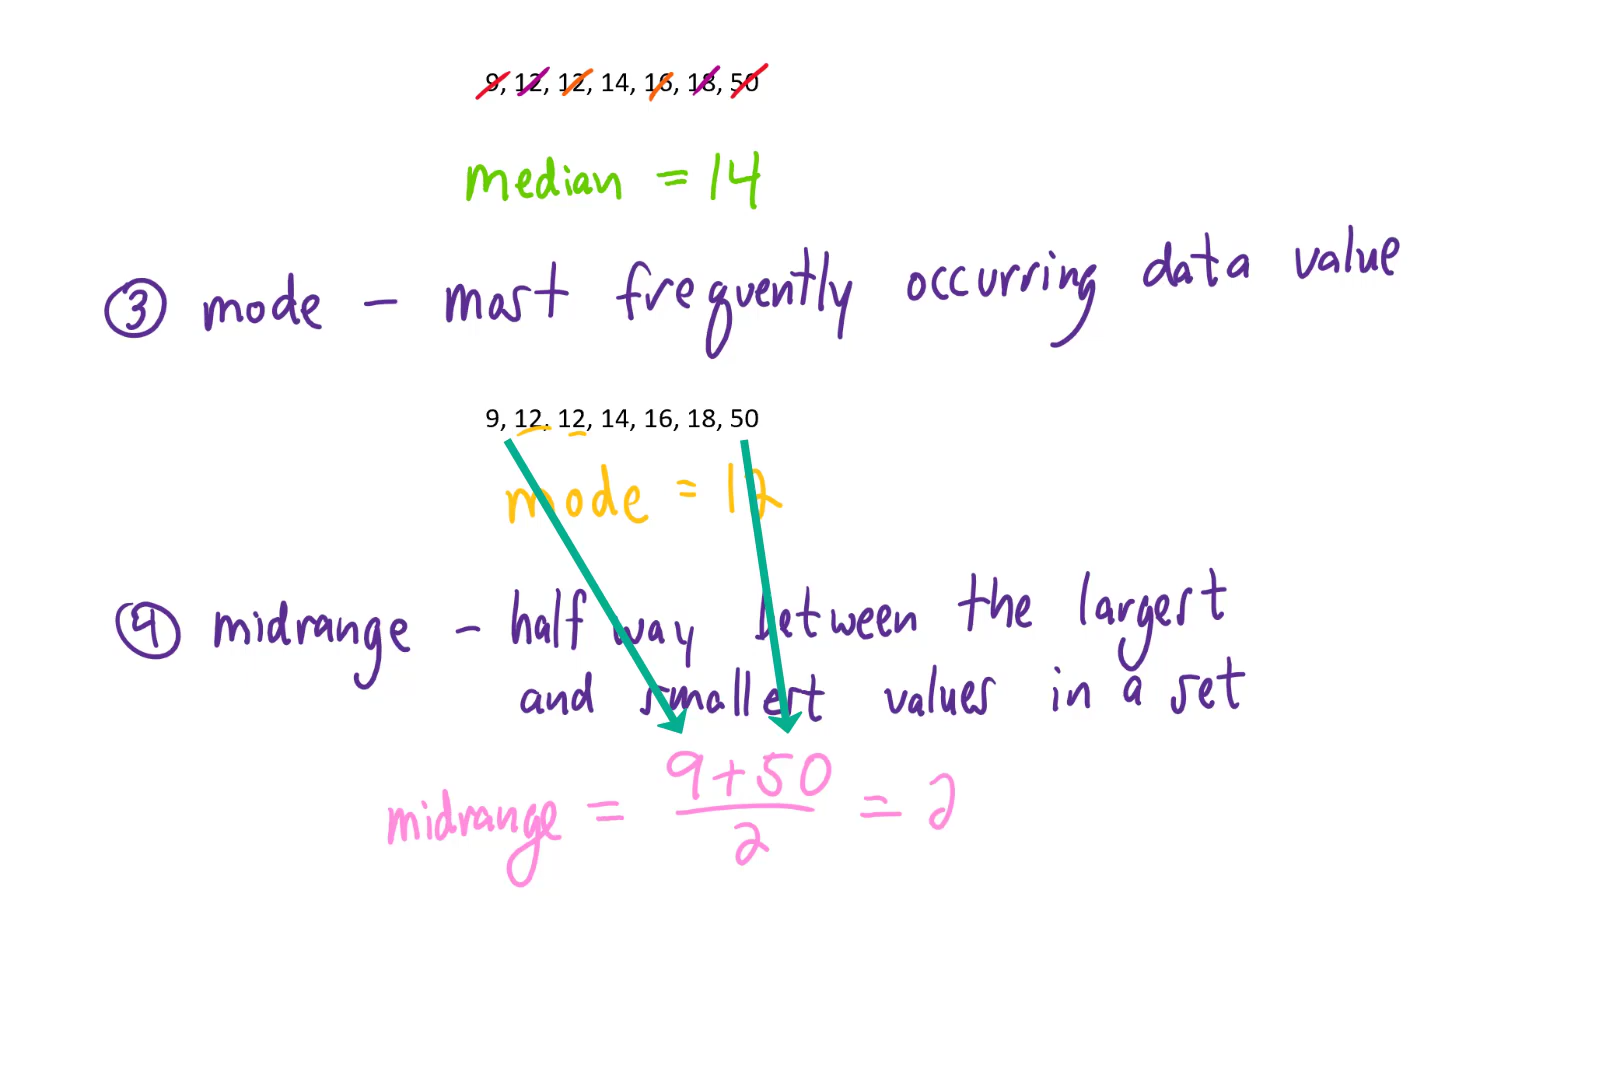 9, 12, 12, 14, 16, 18, 50
median = 14
③ mode - most frequently occurring data value
9, 12, 12, 14, 16, 18, 50
mode = 12
④ midrange - half way between the largest
and smallest values in a set
midrange = 9+50 / 2 = 2